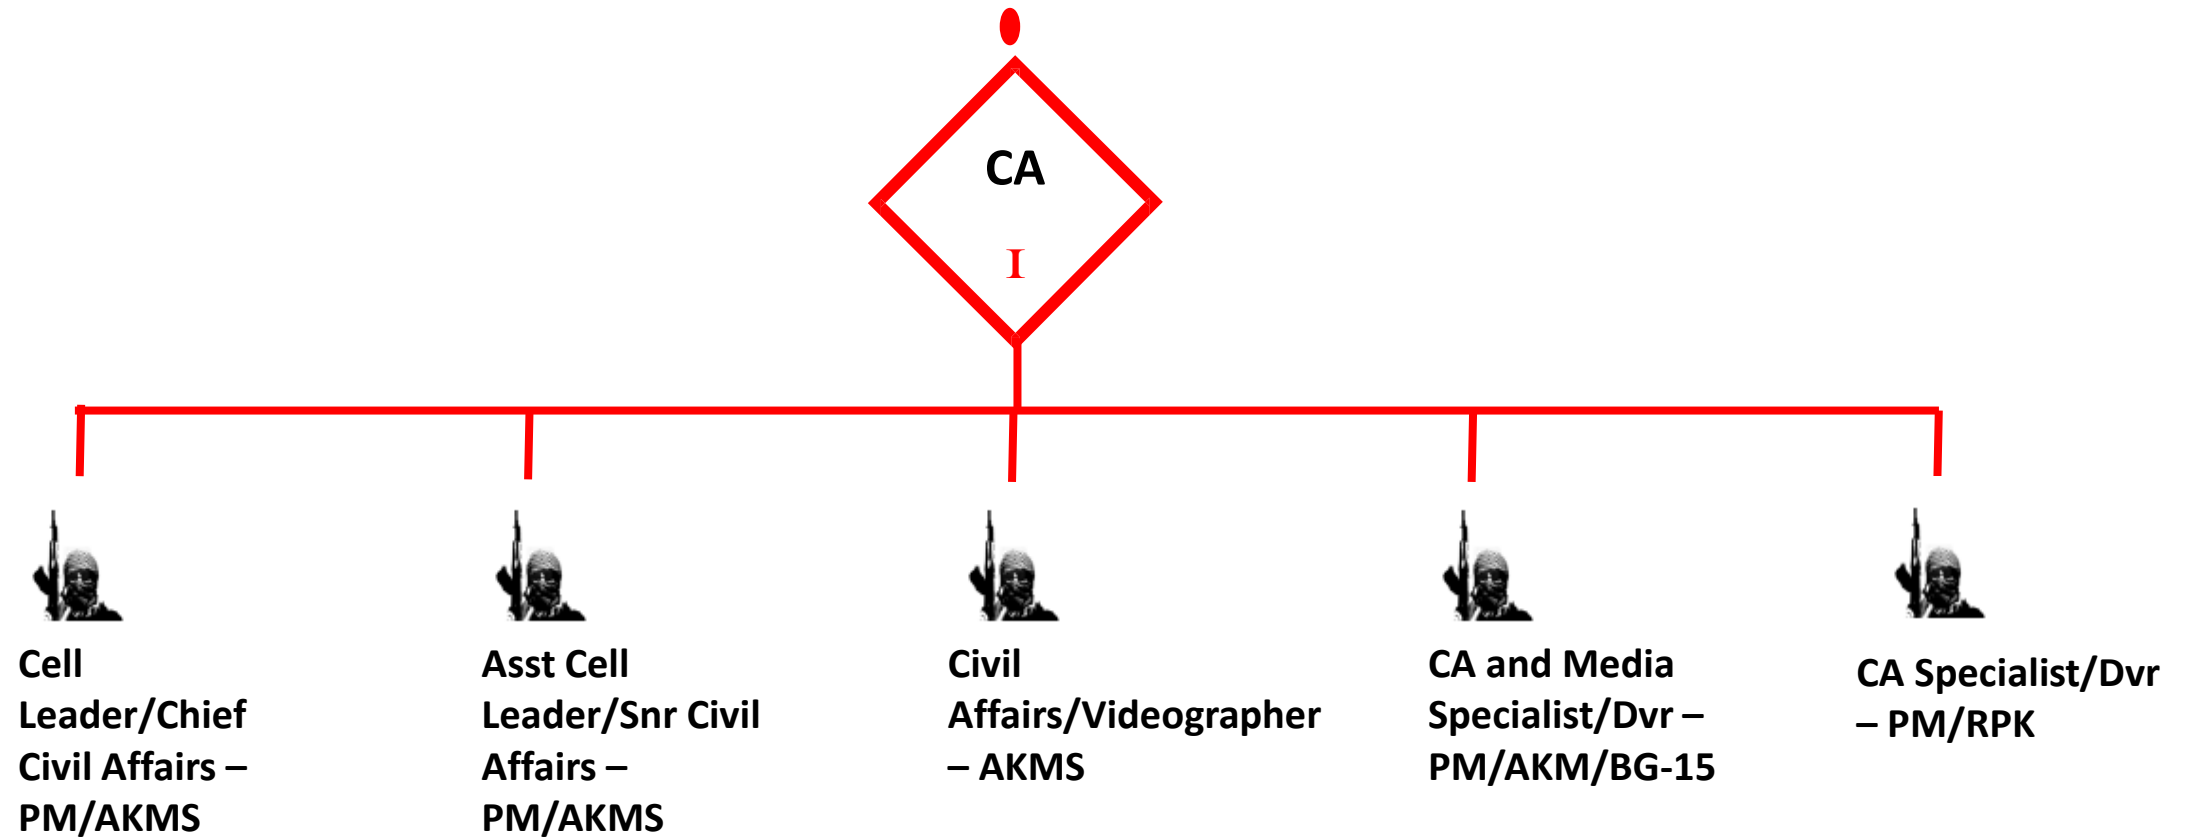 CA
I
Cell
Leader/Chief
Civil Affairs –
PM/AKMS
Asst Cell
Leader/Snr Civil
Affairs –
PM/AKMS
Civil
Affairs/Videographer
– AKMS
CA and Media
Specialist/Dvr –
PM/AKM/BG-15
CA Specialist/Dvr
– PM/RPK